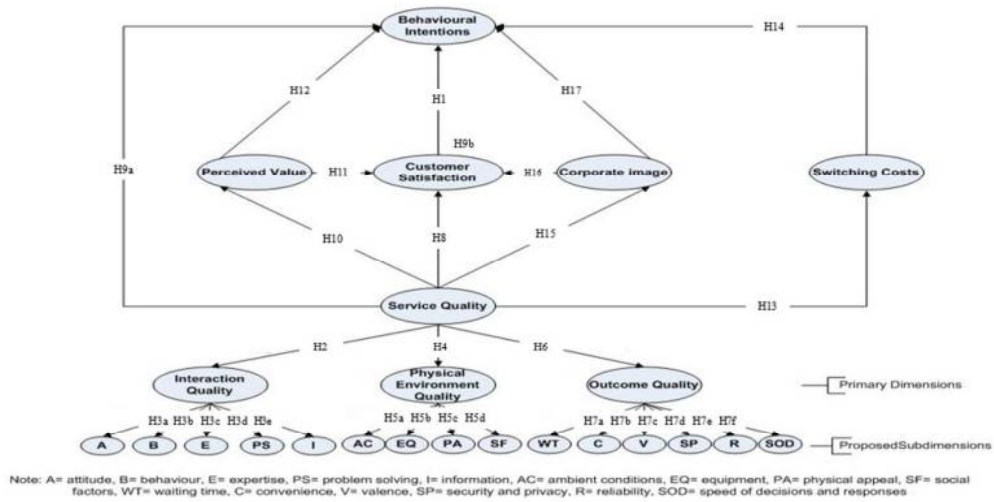 Behavioural
Intentions
H14
H12
H17
H1
H9b
H9a
Perceived Value
H11
Customer
Satisfaction
H16
Corporate image
Switching Costs
H10
H8
H15
Service Quality
H13
H2
H4
H6
Interaction
Quality
Physical
Environment
Quality
Outcome Quality
Primary Dimensions
H3a H3b H3c H3d H3e
H5a H5b H5c H5d
H7a H7b H7c H7d H7e H7f
A B E PS I AC EQ PA SF WT C V SP R SOD
ProposedSubdimensions
Note: A= attitude, B= behaviour, E= expertise, PS= problem solving, I= information, AC= ambient conditions, EQ= equipment, PA= physical appeal, SF= social
factors, WT= waiting time, C= convenience, V= valence, SP= security and privacy, R= reliability, SOD= speed of decisions and responses